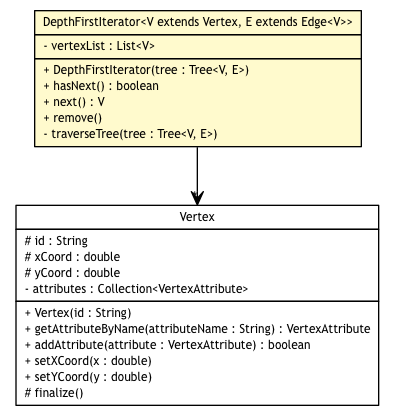 DepthFirstIterator<V extends Vertex, E extends Edge<V>>
- vertexList : List<V>
+ DepthFirstIterator(tree : Tree<V, E>)
+ hasNext() : boolean
+ next() : V
+ remove()
- traverseTree(tree : Tree<V, E>)
Vertex
# id : String
# xCoord : double
# yCoord : double
- attributes : Collection<VertexAttribute>
+ Vertex(id : String)
+ getAttributeByName(attributeName : String) : VertexAttribute
+ addAttribute(attribute : VertexAttribute) : boolean
+ setXCoord(x : double)
+ setYCoord(y : double)
# finalize()